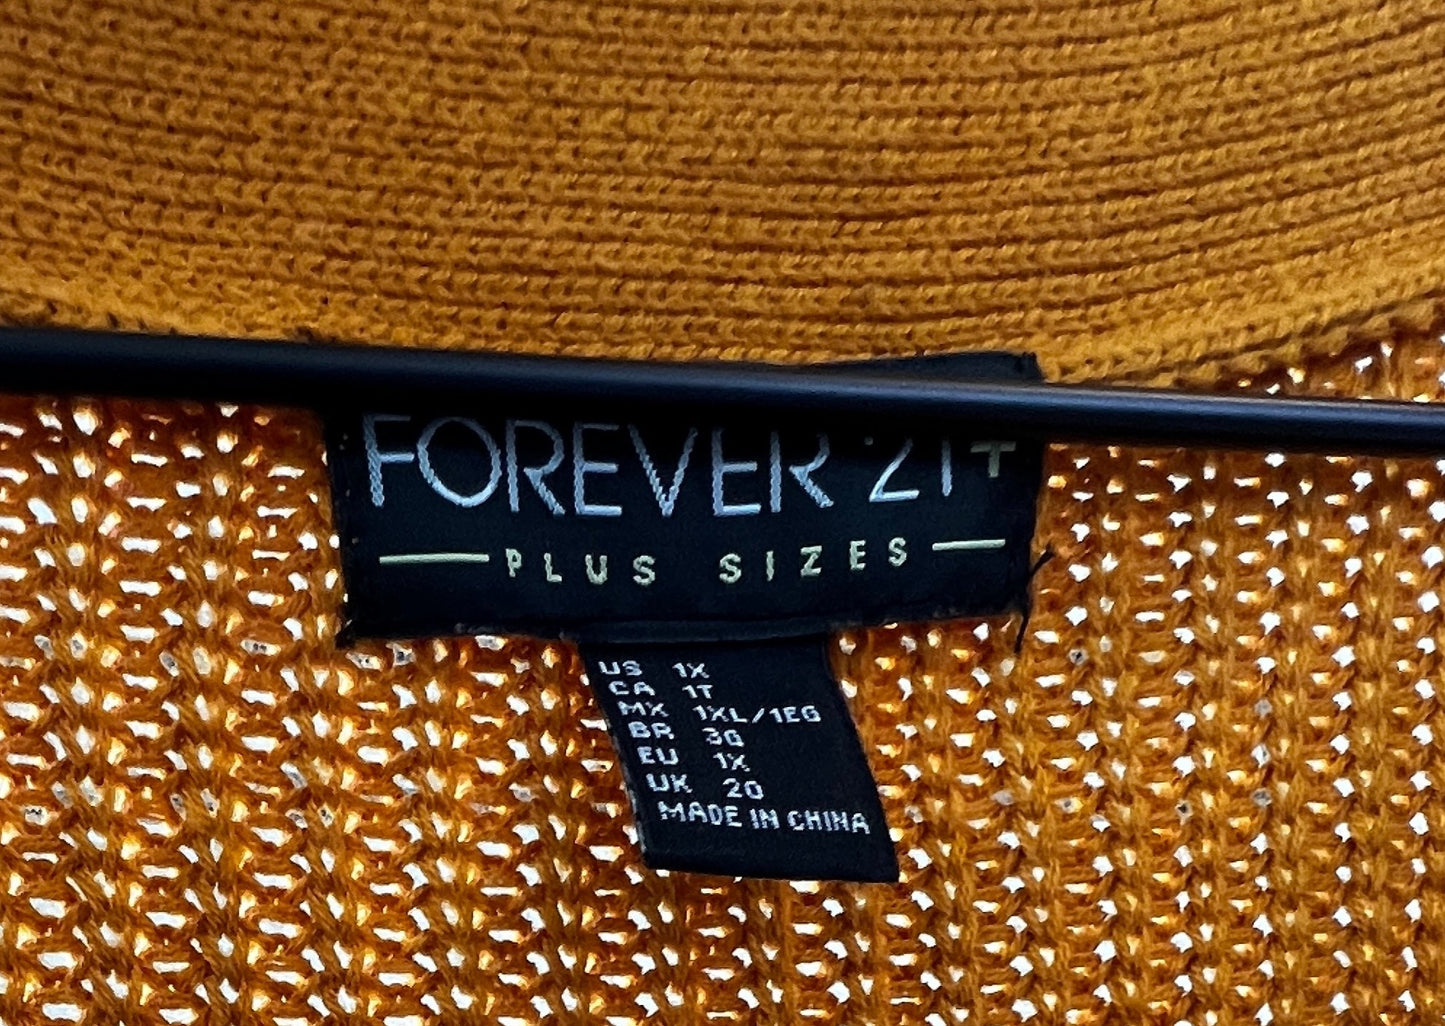 FOREVER 21+
PLUS SIZES
US 1X
CA 1T
MX 1XL/1EG
BR 3G
EU 1X
UK 20
MADE IN CHINA